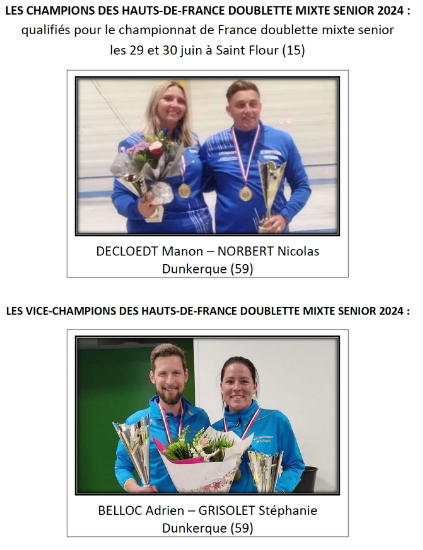 LES CHAMPIONS DES HAUTS-DE-FRANCE DOUBLETTE MIXTE SENIOR 2024 :
qualifiés pour le championnat de France doublette mixte senior
les 29 et 30 juin à Saint Flour (15)
DECLOEDT Manon – NORBERT Nicolas
Dunkerque (59)
LES VICE-CHAMPIONS DES HAUTS-DE-FRANCE DOUBLETTE MIXTE SENIOR 2024 :
BELLOC Adrien – GRISOLET Stéphanie
Dunkerque (59)